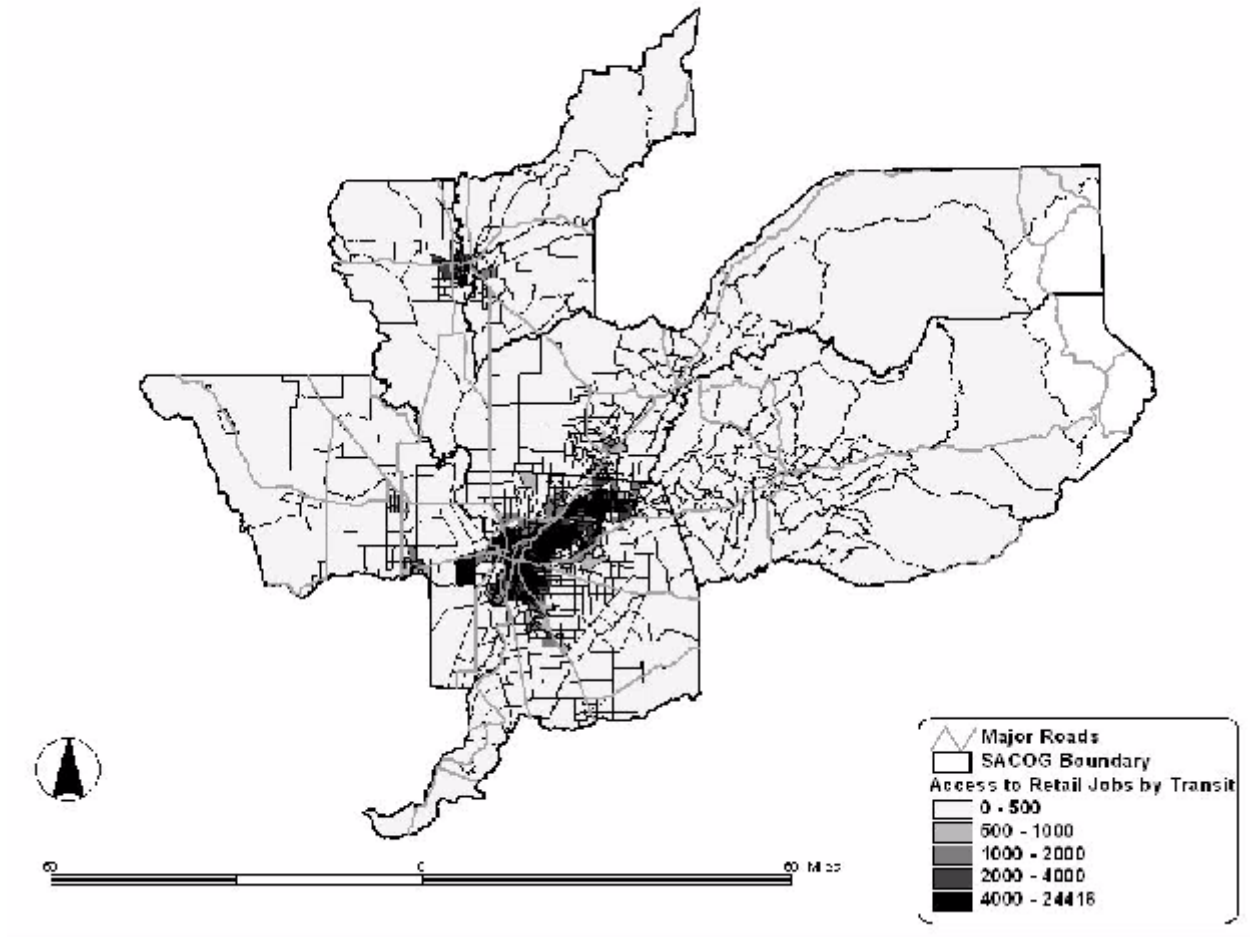 Major Roads
SACOG Boundary
Access to Retail Jobs by Transit
0 - 500
500 - 1000
1000 - 2000
2000 - 4000
4000 - 24416
60 0 60 Miles